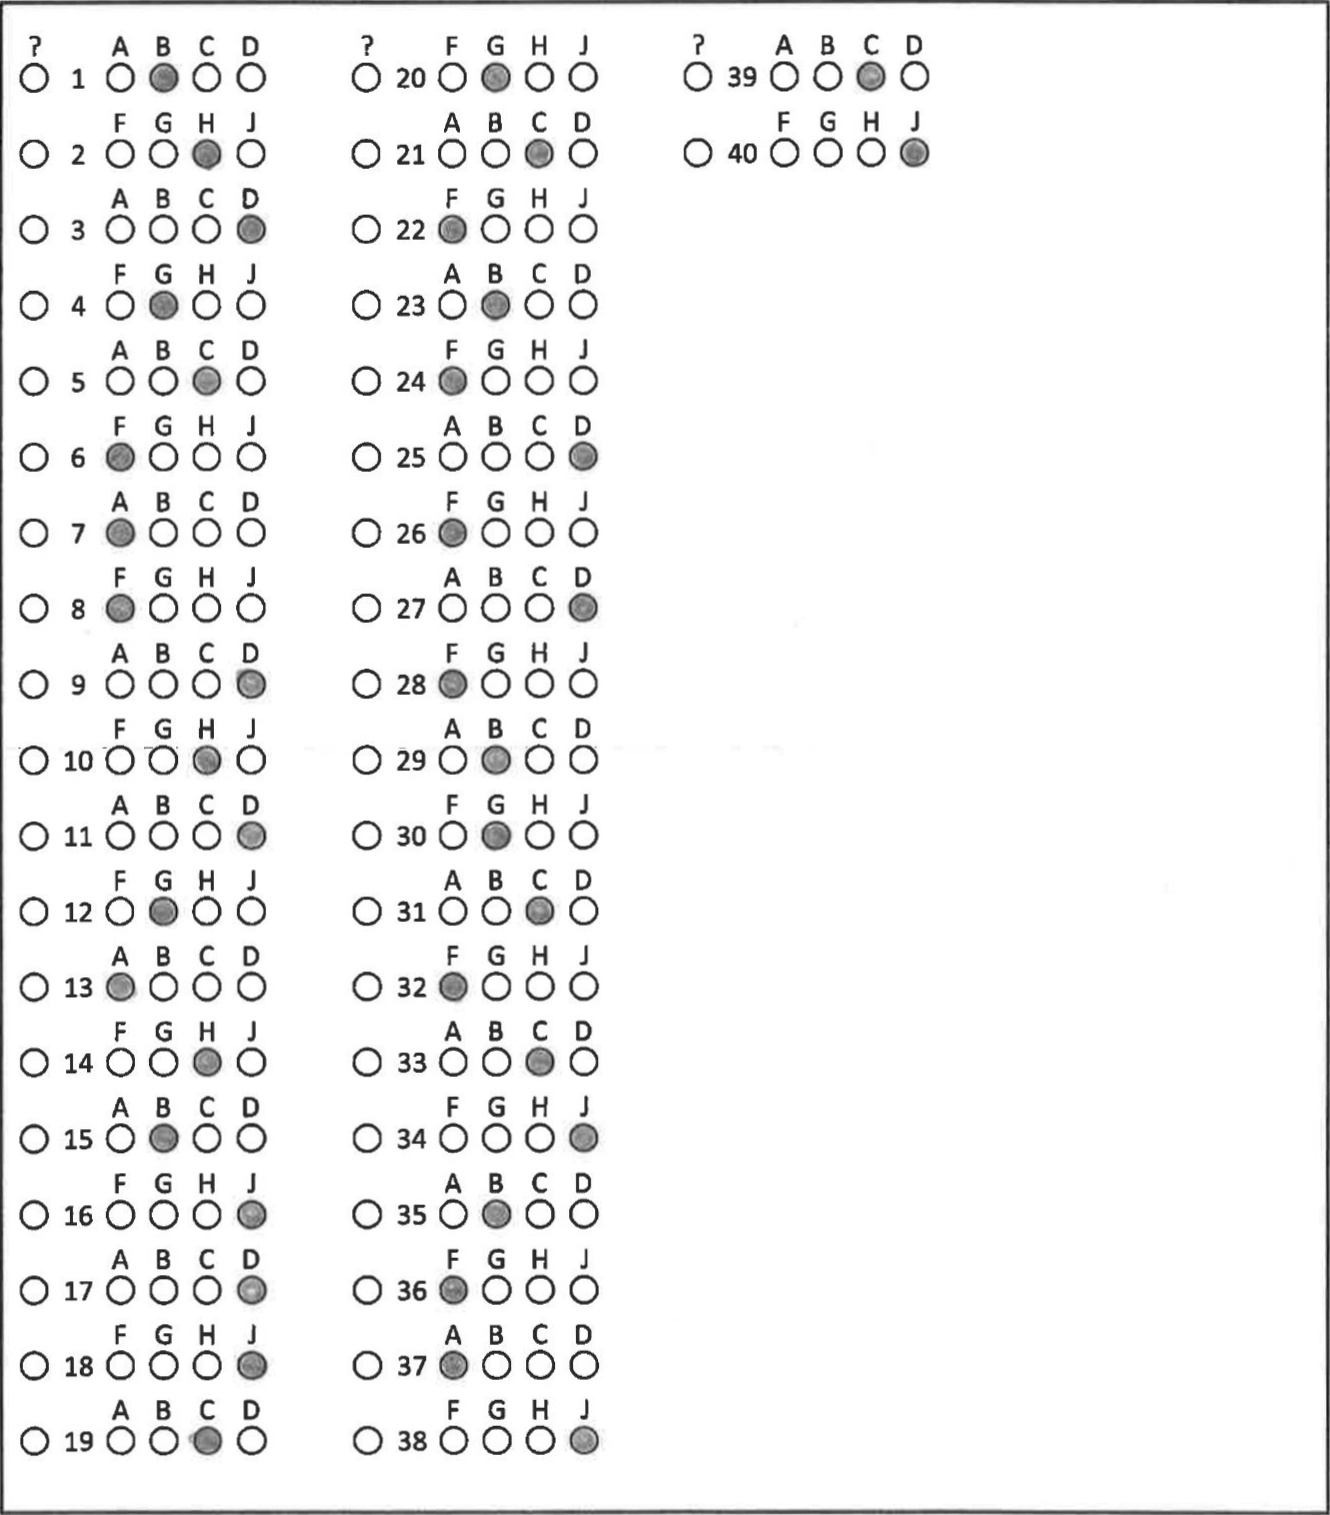 ? A B C D
1
F G H J
2
A B C D
3
F G H J
4
A B C D
5
F G H J
6
A B C D
7
F G H J
8
A B C D
9
F G H J
10
A B C D
11
F G H J
12
A B C D
13
F G H J
14
A B C D
15
F G H J
16
A B C D
17
F G H J
18
A B C D
19
? F G H J
20
A B C D
21
F G H J
22
A B C D
23
F G H J
24
A B C D
25
F G H J
26
A B C D
27
F G H J
28
A B C D
29
F G H J
30
A B C D
31
F G H J
32
A B C D
33
F G H J
34
A B C D
35
F G H J
36
A B C D
37
F G H J
38
? A B C D
39
F G H J
40